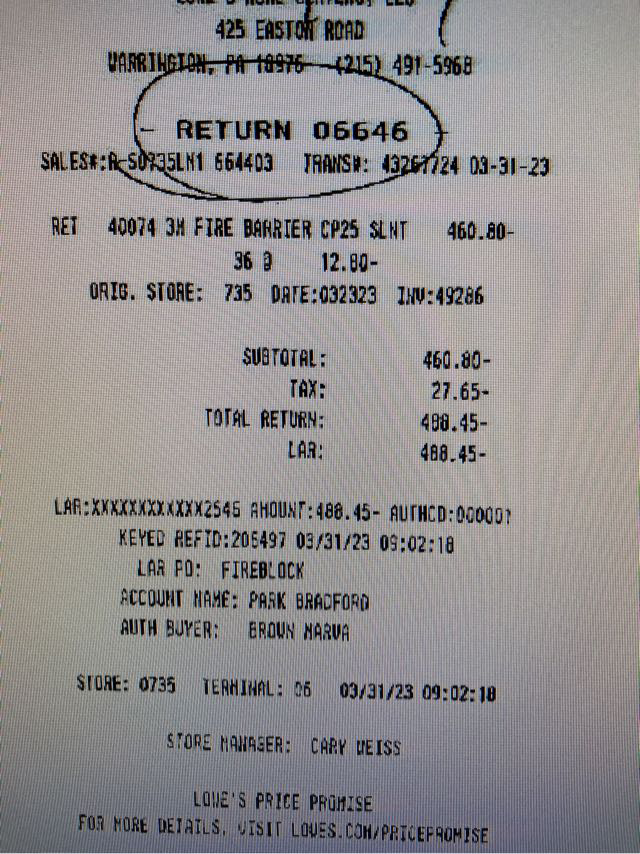 425 EASTON ROAD
WARRINGTON, PA 18976 (215) 491-5968
- RETURN 06646 -
SALES#: S0735LN1 664403 TRANS#: 43267724 03-31-23
RET 40074 3M FIRE BARRIER CP25 SLNT 460.80-
36 @ 12.80-
ORIG. STORE: 735 DATE:032323 INV:49286
SUBTOTAL: 460.80-
TAX: 27.65-
TOTAL RETURN: 488.45-
LAR: 488.45-
LAR:XXXXXXXXXXXX2545 AMOUNT:488.45- AUTHCD:000007
KEYED REFID:206497 03/31/23 09:02:18
LAR PO: FIREBLOCK
ACCOUNT NAME: PARK BRADFORD
AUTH BUYER: BROWN MARVA
STORE: 0735 TERMINAL: 06 03/31/23 09:02:18
STORE MANAGER: CARY WEISS
LOWE'S PRICE PROMISE
FOR MORE DETAILS, VISIT LOWES.COM/PRICEPROMISE